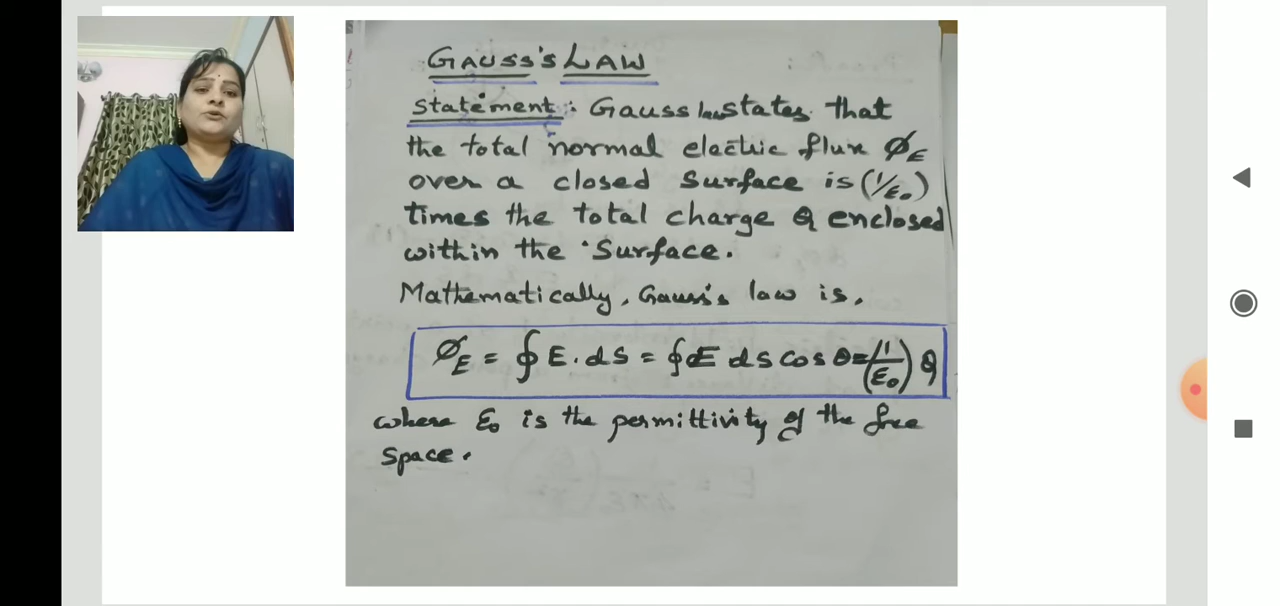 GAUSS'S LAW
Statement: Gauss law states that
the total normal electric flux ØE
over a closed Surface is (1/ε₀)
times the total charge Q enclosed
within the Surface.
Mathematically, Gauss's law is,
ØE = ∮ E. ds = ∮ E ds cos θ = (1/ε₀) Q
where ε₀ is the permittivity of the free
space.